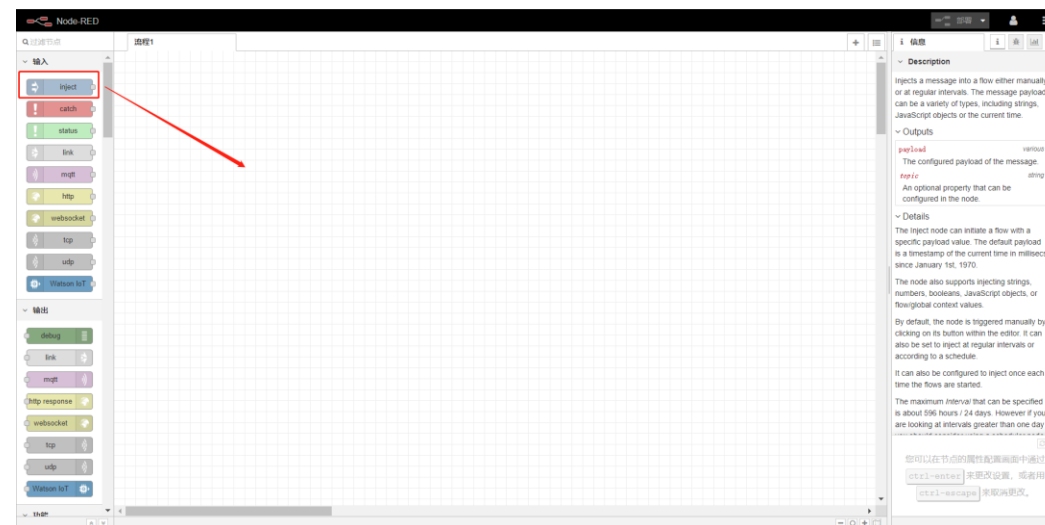 Node-RED
部署
过滤节点
流程1
信息
输入
inject
catch
status
link
mqtt
http
websocket
tcp
udp
Watson IoT
输出
debug
link
mqtt
http response
websocket
tcp
udp
Watson IoT
功能
Description
Injects a message into a flow either manually
or at regular intervals. The message payload
can be a variety of types, including strings,
JavaScript objects or the current time.
Outputs
payload various
The configured payload of the message.
topic string
An optional property that can be
configured in the node.
Details
The Inject node can initiate a flow with a
specific payload value. The default payload
is a timestamp of the current time in millisecs
since January 1st, 1970.
The node also supports injecting strings,
numbers, booleans, JavaScript objects, or
flow/global context values.
By default, the node is triggered manually by
clicking on its button within the editor. It can
also be set to inject at regular intervals or
according to a schedule.
It can also be configured to inject once each
time the flows are started.
The maximum Interval that can be specified
is about 596 hours / 24 days. However if you
are looking at intervals greater than one day
您可以在节点的属性配置画面中通过
ctrl-enter 来更改设置，或者用
ctrl-escape 来取消更改。